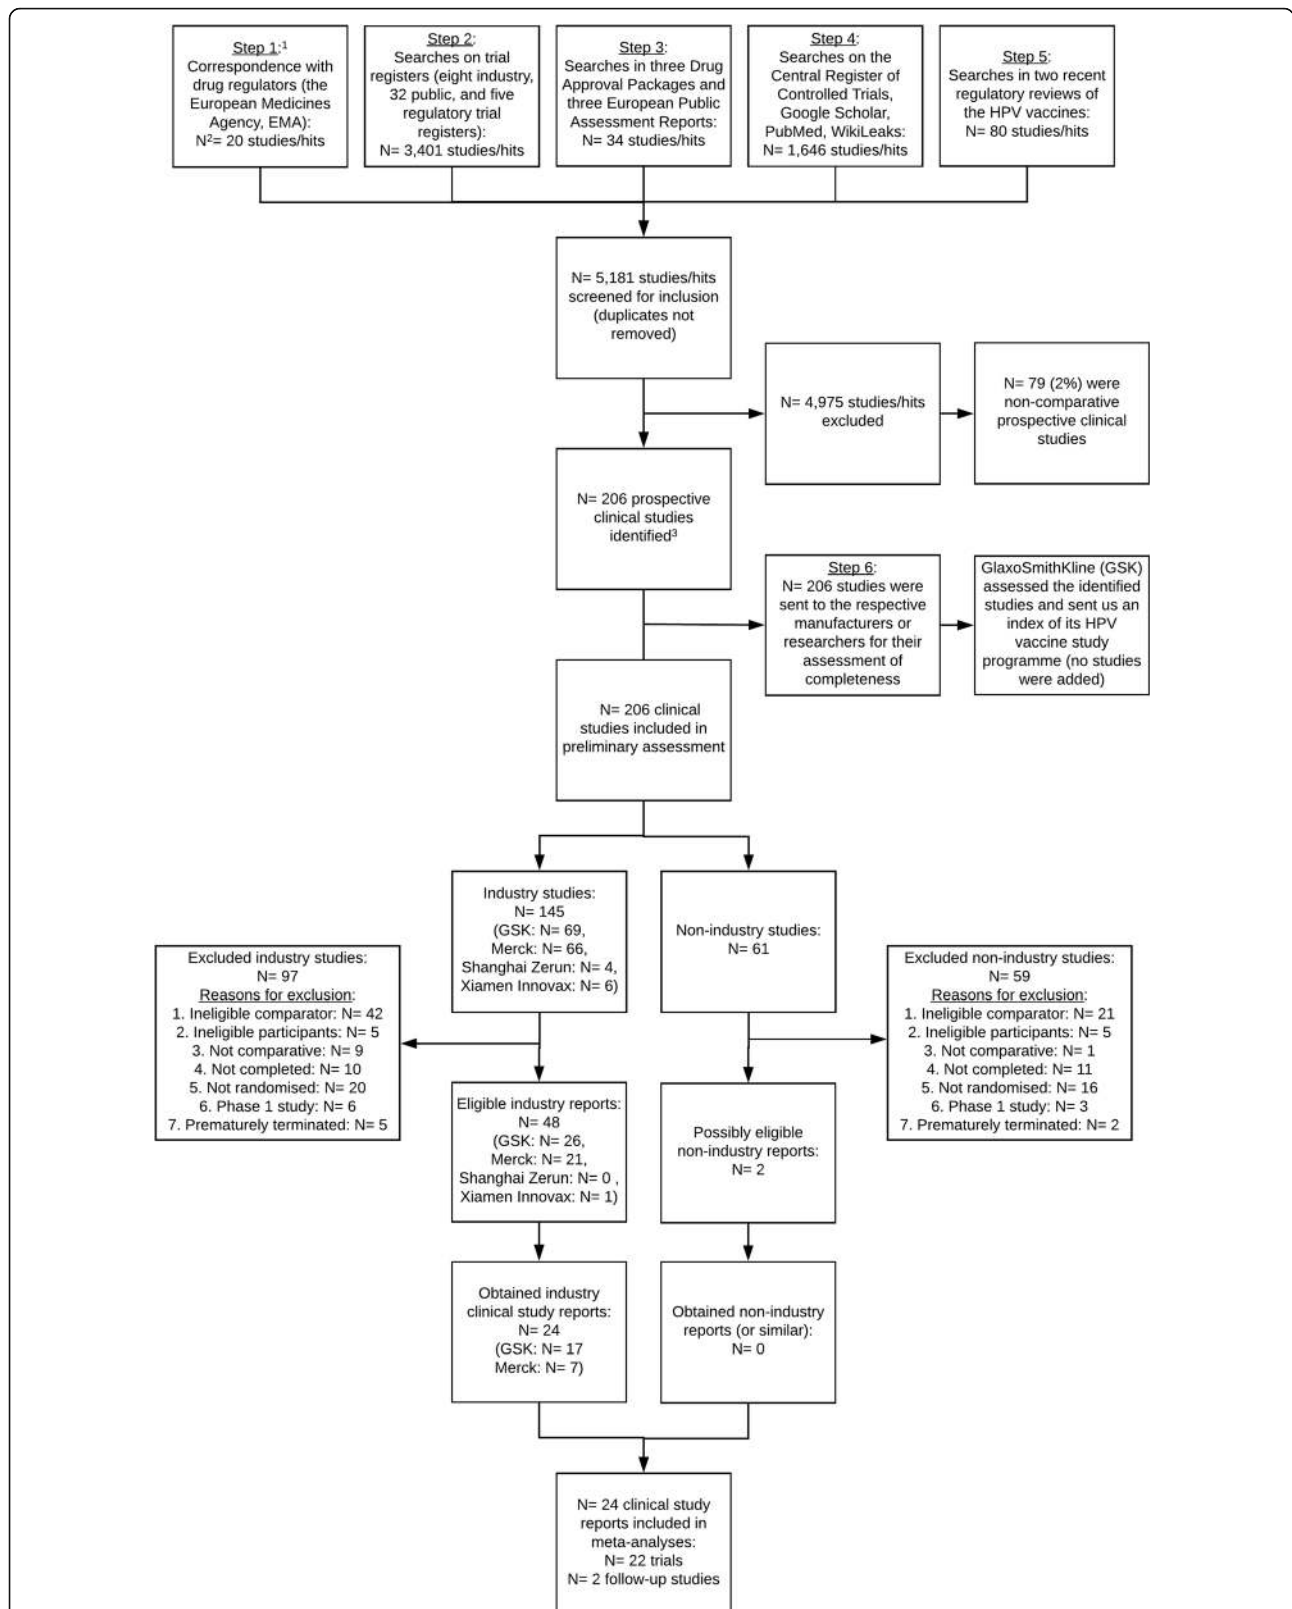 Step 1:1
Correspondence with
drug regulators (the
European Medicines
Agency, EMA):
N2= 20 studies/hits
Step 2:
Searches on trial
registers (eight industry,
32 public, and five
regulatory trial
registers):
N= 3,401 studies/hits
Step 3:
Searches in three Drug
Approval Packages and
three European Public
Assessment Reports:
N= 34 studies/hits
Step 4:
Searches on the
Central Register of
Controlled Trials,
Google Scholar,
PubMed, WikiLeaks:
N= 1,646 studies/hits
Step 5:
Searches in two recent
regulatory reviews of
the HPV vaccines:
N= 80 studies/hits
N= 5,181 studies/hits
screened for inclusion
(duplicates not
removed)
N= 4,975 studies/hits
excluded
N= 79 (2%) were
non-comparative
prospective clinical
studies
N= 206 prospective
clinical studies
identified3
Step 6:
N= 206 studies were
sent to the respective
manufacturers or
researchers for their
assessment of
completeness
GlaxoSmithKline (GSK)
assessed the identified
studies and sent us an
index of its HPV
vaccine study
programme (no studies
were added)
N= 206 clinical
studies included in
preliminary assessment
Industry studies:
N= 145
(GSK: N= 69,
Merck: N= 66,
Shanghai Zerun: N= 4,
Xiamen Innovax: N= 6)
Non-industry studies:
N= 61
Excluded industry studies:
N= 97
Reasons for exclusion:
1. Ineligible comparator: N= 42
2. Ineligible participants: N= 5
3. Not comparative: N= 9
4. Not completed: N= 10
5. Not randomised: N= 20
6. Phase 1 study: N= 6
7. Prematurely terminated: N= 5
Excluded non-industry studies:
N= 59
Reasons for exclusion:
1. Ineligible comparator: N= 21
2. Ineligible participants: N= 5
3. Not comparative: N= 1
4. Not completed: N= 11
5. Not randomised: N= 16
6. Phase 1 study: N= 3
7. Prematurely terminated: N= 2
Eligible industry reports:
N= 48
(GSK: N= 26,
Merck: N= 21,
Shanghai Zerun: N= 0 ,
Xiamen Innovax: N= 1)
Possibly eligible
non-industry reports:
N= 2
Obtained industry
clinical study reports:
N= 24
(GSK: N= 17
Merck: N= 7)
Obtained non-industry
reports (or similar):
N= 0
N= 24 clinical study
reports included in
meta-analyses:
N= 22 trials
N= 2 follow-up studies